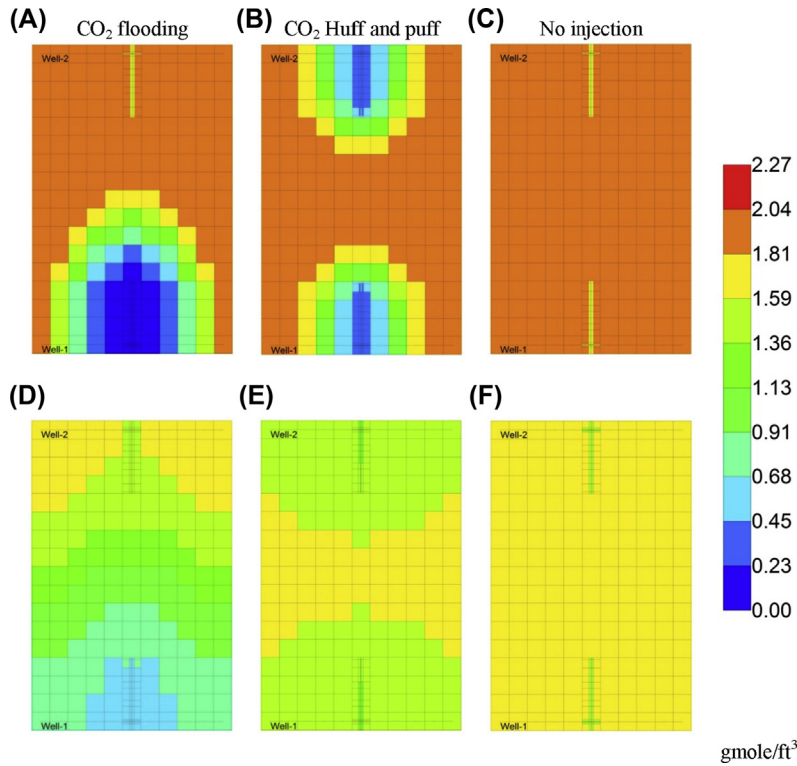 (A) CO₂ flooding
(B) CO₂ Huff and puff
(C) No injection
Well-2
Well-2
Well-2
Well-1
Well-1
Well-1
(D)
(E)
(F)
Well-2
Well-2
Well-2
Well-1
Well-1
Well-1
2.27
2.04
1.81
1.59
1.36
1.13
0.91
0.68
0.45
0.23
0.00
gmole/ft³